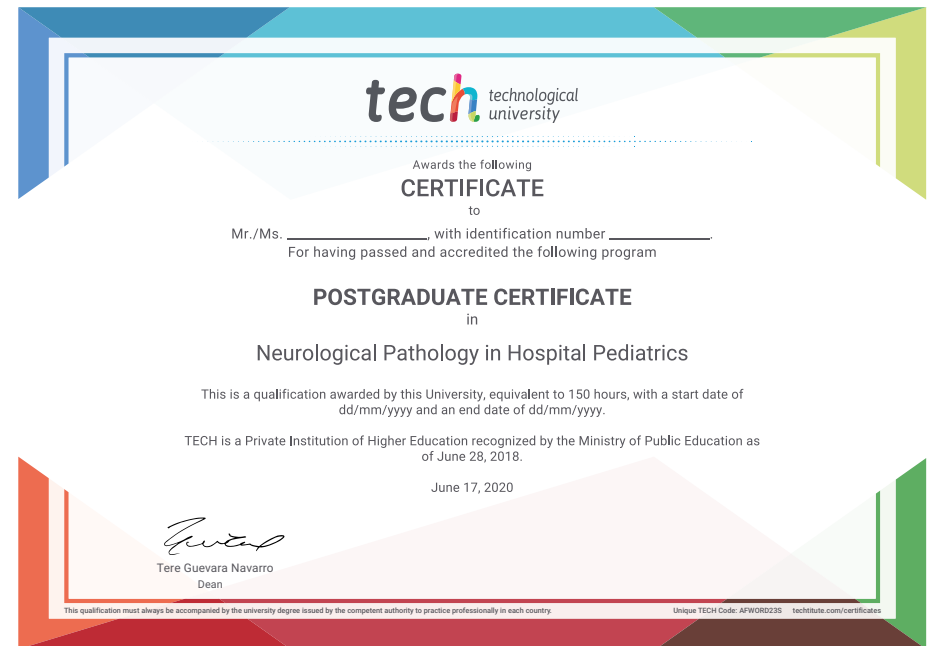 tech technological
university
Awards the following
CERTIFICATE
to
Mr./Ms. ____________________, with identification number ______________.
For having passed and accredited the following program
POSTGRADUATE CERTIFICATE
in
Neurological Pathology in Hospital Pediatrics
This is a qualification awarded by this University, equivalent to 150 hours, with a start date of
dd/mm/yyyy and an end date of dd/mm/yyyy.
TECH is a Private Institution of Higher Education recognized by the Ministry of Public Education as
of June 28, 2018.
June 17, 2020
Tere Guevara Navarro
Dean
This qualification must always be accompanied by the university degree issued by the competent authority to practice professionally in each country. Unique TECH Code: AFWORD23S techtitute.com/certificates